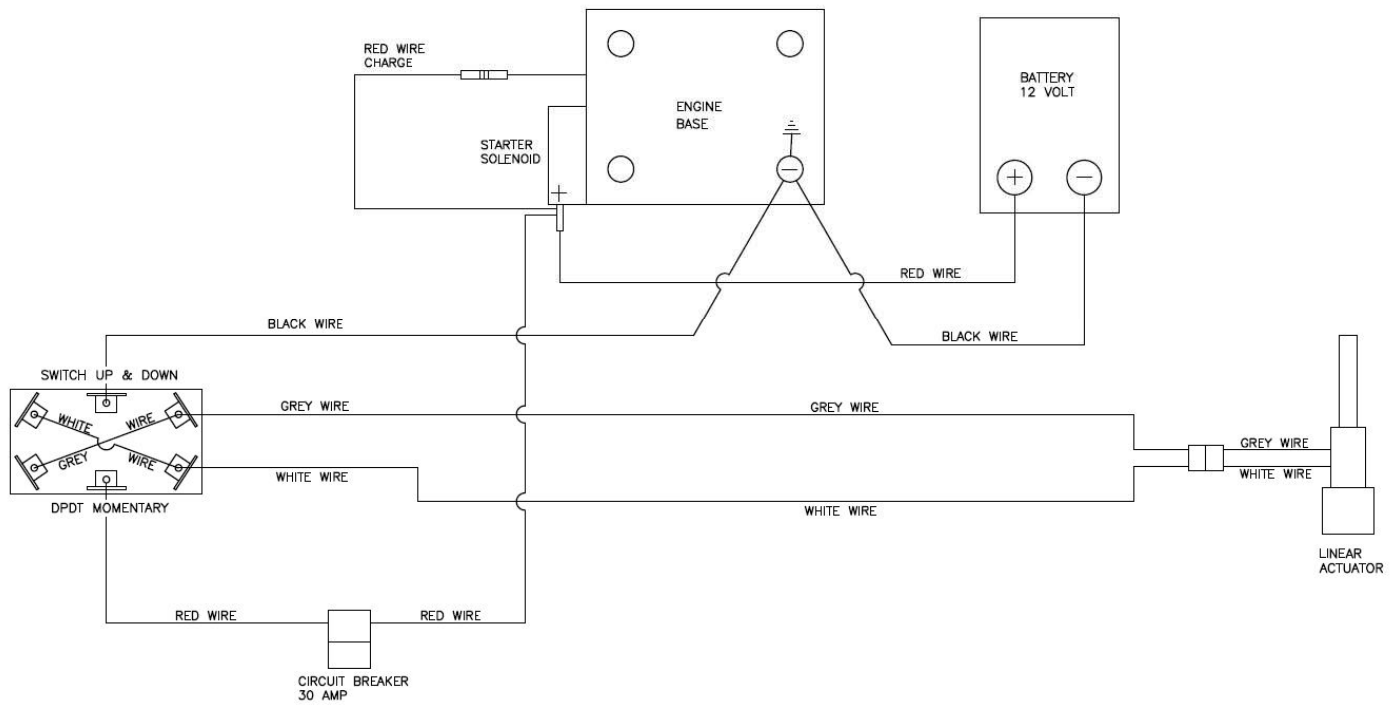 RED WIRE
CHARGE
ENGINE
BASE
BATTERY
12 VOLT
STARTER
SOLENOID
+
−
+
−
RED WIRE
BLACK WIRE
BLACK WIRE
SWITCH UP & DOWN
WHITE WIRE
GREY WIRE
GREY WIRE
GREY WIRE
GREY WIRE
WHITE WIRE
WHITE WIRE
WHITE WIRE
DPDT MOMENTARY
LINEAR
ACTUATOR
RED WIRE
RED WIRE
CIRCUIT BREAKER
30 AMP